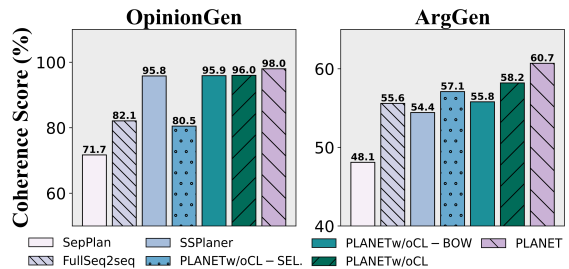 OpinionGen
ArgGen
Coherence Score (%)
100
80
60
71.7
82.1
95.8
80.5
95.9
96.0
98.0
60
50
40
48.1
55.6
54.4
57.1
55.8
58.2
60.7
SepPlan
SSPlaner
PLANETw/oCL − BOW
PLANET
FullSeq2seq
PLANETw/oCL − SEL.
PLANETw/oCL